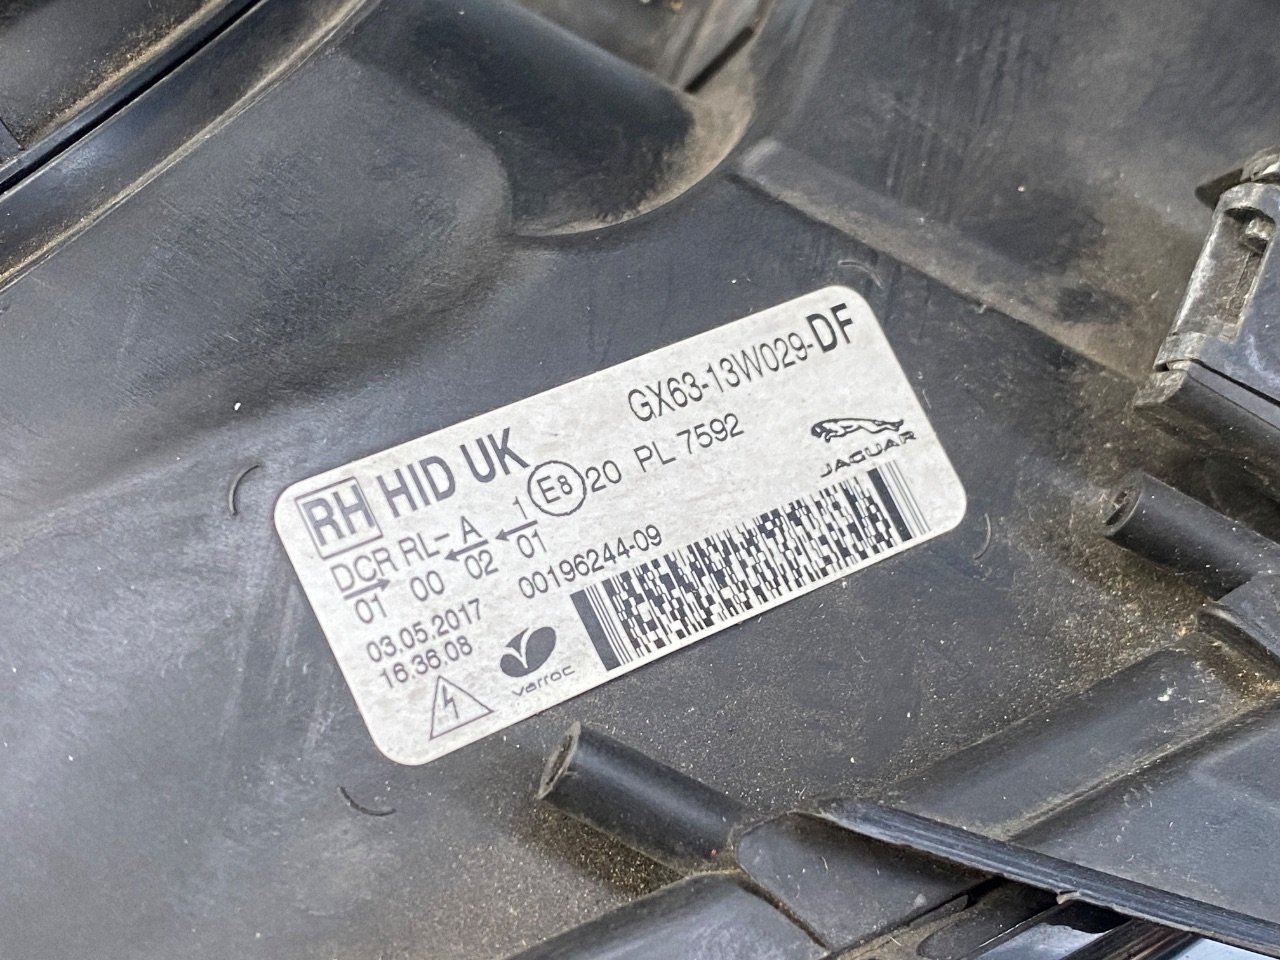 GX63-13W029-DF
RH HID UK
1 E8 20 PL 7592
JAGUAR
DCR RL- A
01 00 02 01
00196244-09
03.05.2017
16.36.08
varroc